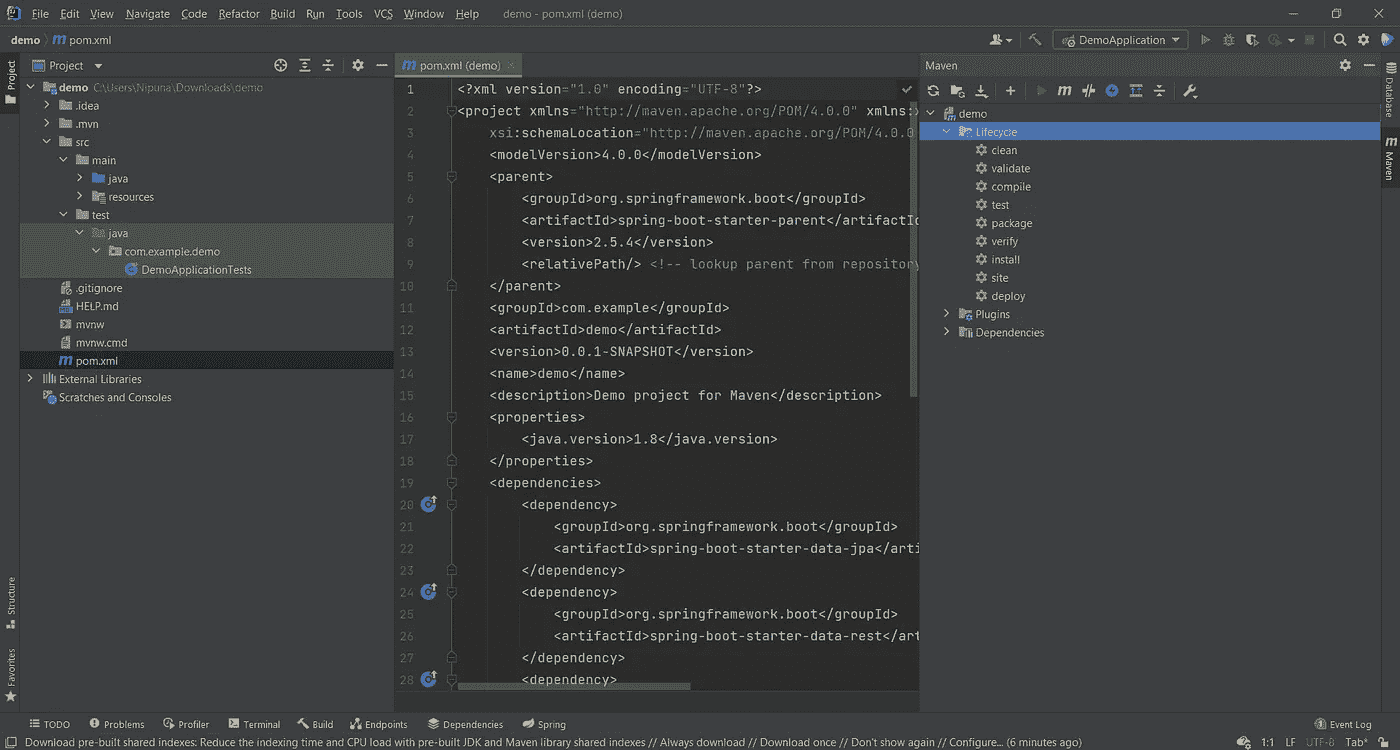 File Edit View Navigate Code Refactor Build Run Tools VCS Window Help demo - pom.xml (demo)
demo pom.xml
DemoApplication
Project
Project
demo C:\Users\Nipuna\Downloads\demo
.idea
.mvn
src
main
java
resources
test
java
com.example.demo
DemoApplicationTests
.gitignore
HELP.md
mvnw
mvnw.cmd
pom.xml
External Libraries
Scratches and Consoles
Structure
Favorites
pom.xml (demo)
1 <?xml version="1.0" encoding="UTF-8"?>
2 <project xmlns="http://maven.apache.org/POM/4.0.0" xmlns:
3 xsi:schemaLocation="http://maven.apache.org/POM/4.0.0
4 <modelVersion>4.0.0</modelVersion>
5 <parent>
6 <groupId>org.springframework.boot</groupId>
7 <artifactId>spring-boot-starter-parent</artifactId
8 <version>2.5.4</version>
9 <relativePath/> <!-- lookup parent from repository
10 </parent>
11 <groupId>com.example</groupId>
12 <artifactId>demo</artifactId>
13 <version>0.0.1-SNAPSHOT</version>
14 <name>demo</name>
15 <description>Demo project for Maven</description>
16 <properties>
17 <java.version>1.8</java.version>
18 </properties>
19 <dependencies>
20 <dependency>
21 <groupId>org.springframework.boot</groupId>
22 <artifactId>spring-boot-starter-data-jpa</arti
23 </dependency>
24 <dependency>
25 <groupId>org.springframework.boot</groupId>
26 <artifactId>spring-boot-starter-data-rest</art
27 </dependency>
28 <dependency>
Maven
demo
Lifecycle
clean
validate
compile
test
package
verify
install
site
deploy
Plugins
Dependencies
Database
Maven
TODO Problems Profiler Terminal Build Endpoints Dependencies Spring Event Log
Download pre-built shared indexes: Reduce the indexing time and CPU load with pre-built JDK and Maven library shared indexes // Always download // Download once // Don't show again // Configure... (6 minutes ago) 1:1 LF UTF-8 Tab*